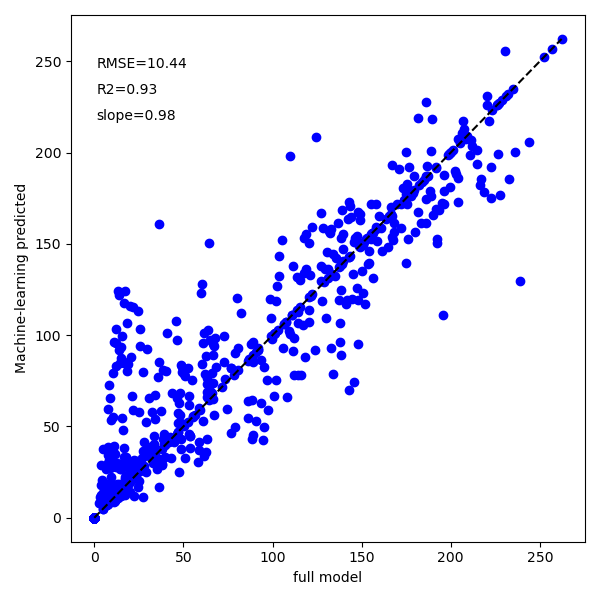 RMSE=10.44
R2=0.93
slope=0.98
Machine-learning predicted
250
200
150
100
50
0
0 50 100 150 200 250
full model